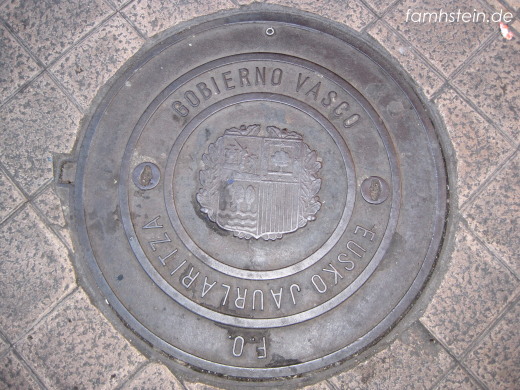 famhstein.de
GOBIERNO VASCO
EUSKO JAURLARITZA
F.O.